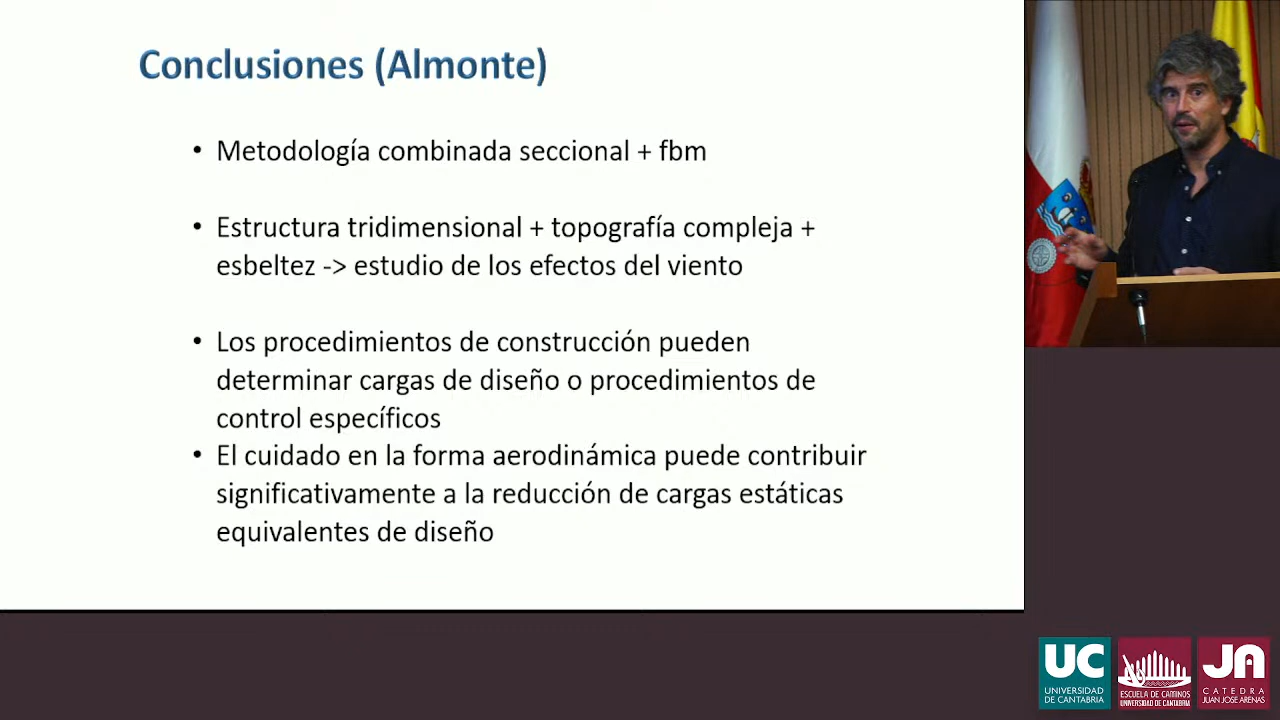 Conclusiones (Almonte)
• Metodología combinada seccional + fbm
• Estructura tridimensional + topografía compleja +
esbeltez -> estudio de los efectos del viento
• Los procedimientos de construcción pueden
determinar cargas de diseño o procedimientos de
control específicos
• El cuidado en la forma aerodinámica puede contribuir
significativamente a la reducción de cargas estáticas
equivalentes de diseño
UC
UNIVERSIDAD
DE CANTABRIA
ESCUELA DE CAMINOS
UNIVERSIDAD DE CANTABRIA
JA
CATEDRA
JUAN JOSE ARENAS